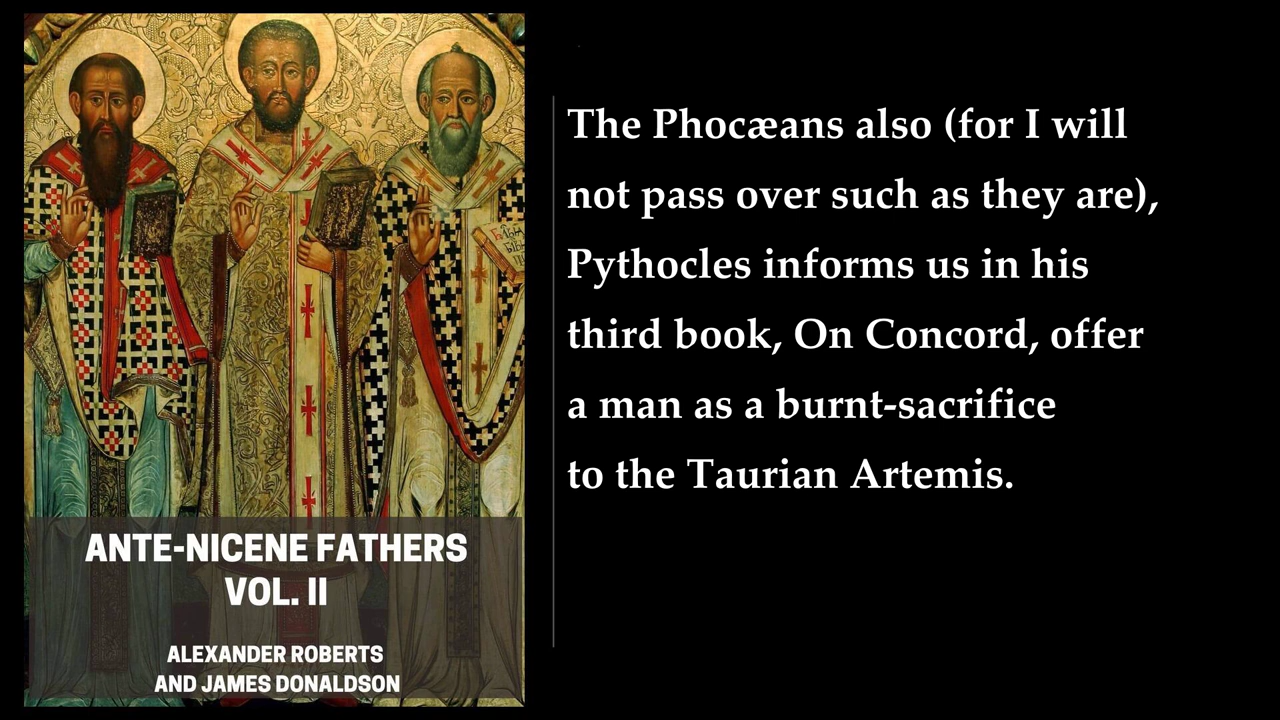 The Phocæans also (for I will
not pass over such as they are),
Pythocles informs us in his
third book, On Concord, offer
a man as a burnt-sacrifice
to the Taurian Artemis.
ANTE-NICENE FATHERS
VOL. II
ALEXANDER ROBERTS
AND JAMES DONALDSON